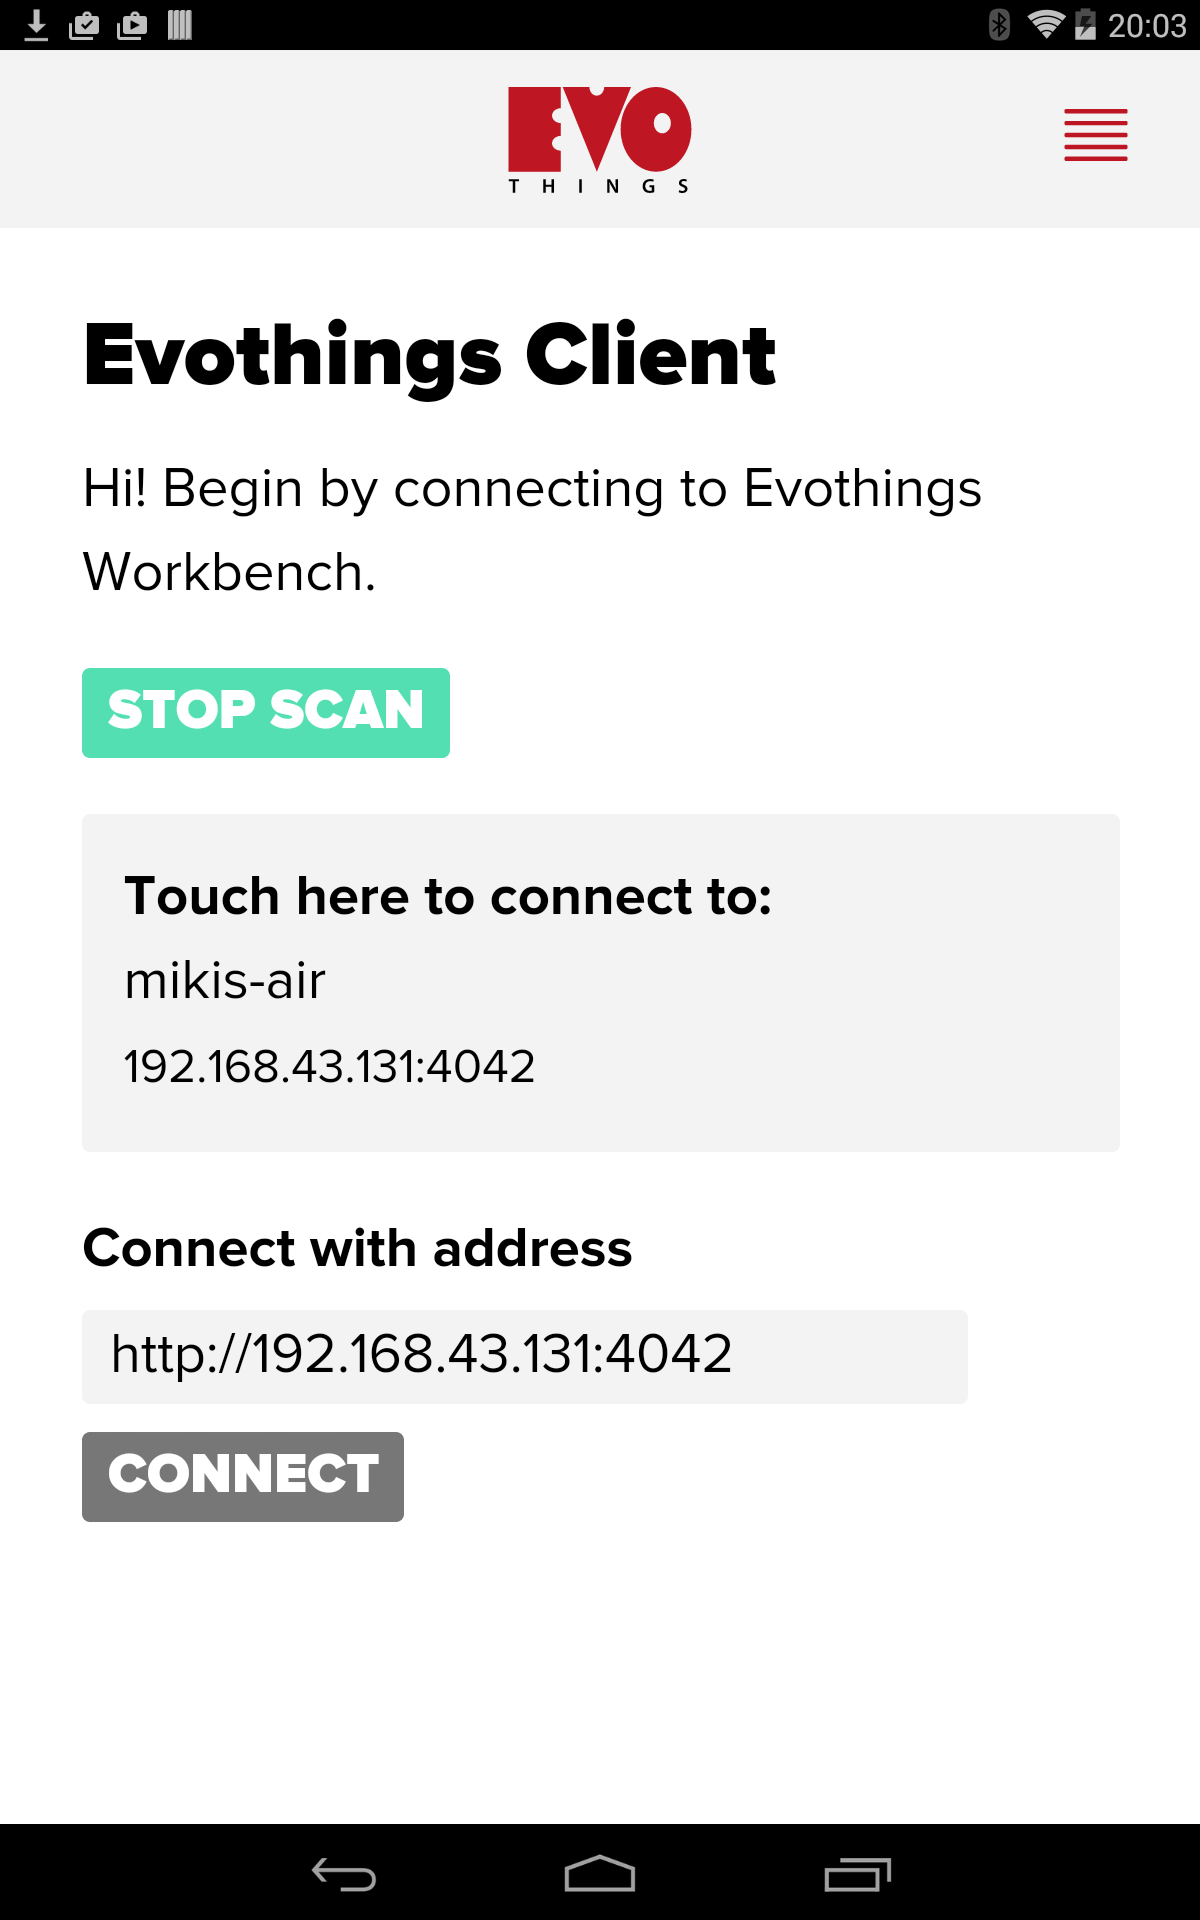 20:03
EVO
THINGS
Evothings Client
Hi! Begin by connecting to Evothings
Workbench.
STOP SCAN
Touch here to connect to:
mikis-air
192.168.43.131:4042
Connect with address
http://192.168.43.131:4042
CONNECT